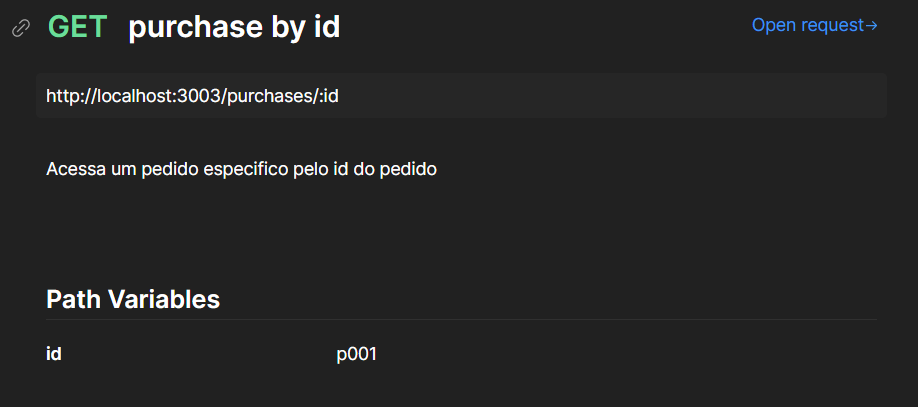 GET purchase by id
Open request→
http://localhost:3003/purchases/:id
Acessa um pedido especifico pelo id do pedido
Path Variables
id p001